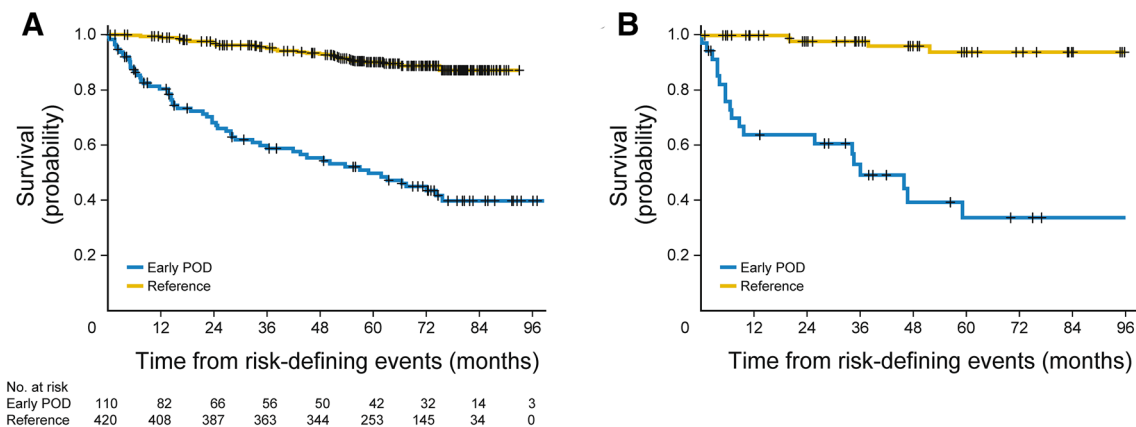 A
1.0
0.8
0.6
0.4
0.2
Survival
(probability)
Early POD
Reference
0 12 24 36 48 60 72 84 96
Time from risk-defining events (months)
No. at risk
Early POD 110 82 66 56 50 42 32 14 3
Reference 420 408 387 363 344 253 145 34 0
B
1.0
0.8
0.6
0.4
0.2
Survival
(probability)
Early POD
Reference
0 12 24 36 48 60 72 84 96
Time from risk-defining events (months)